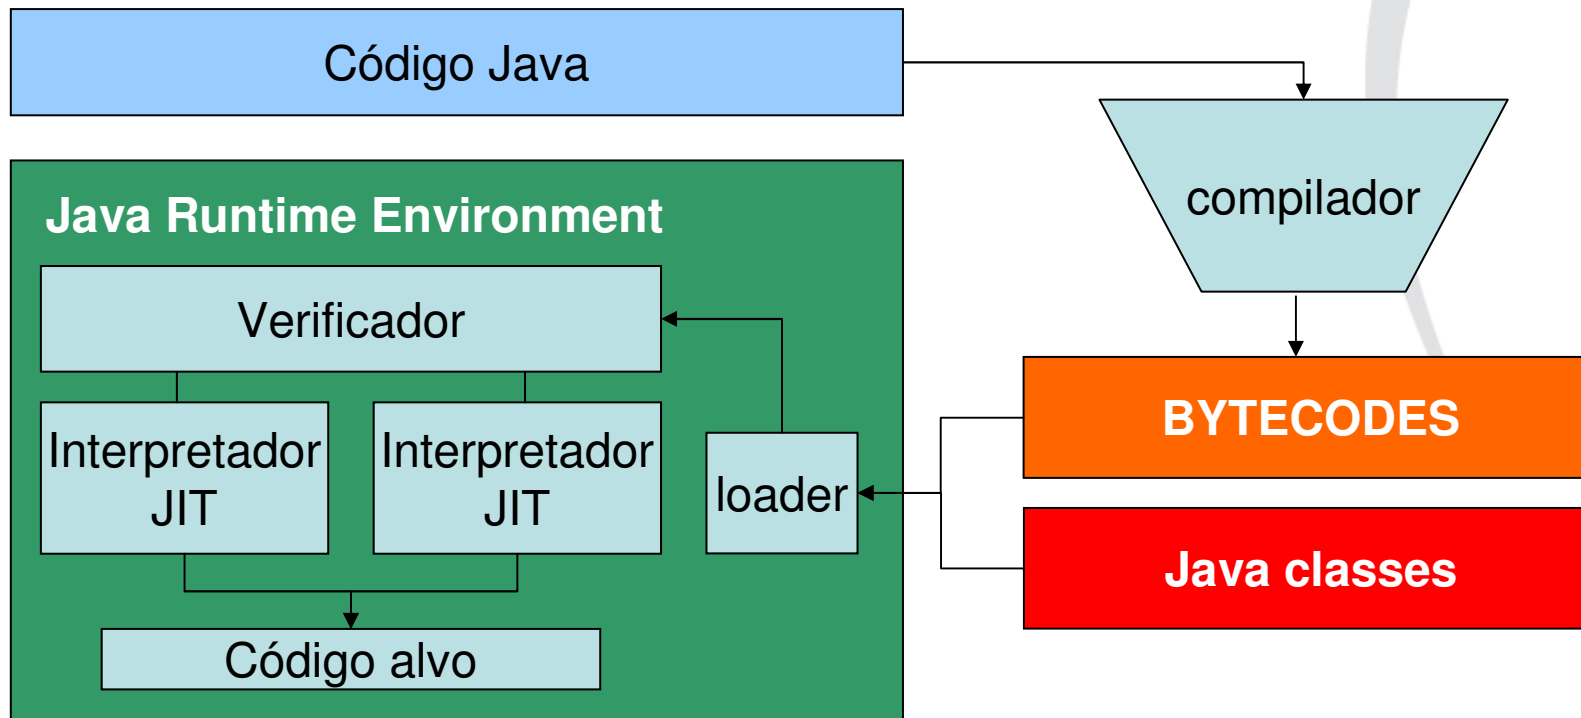 Código Java
compilador
Java Runtime Environment
Verificador
Interpretador
JIT
Interpretador
JIT
loader
BYTECODES
Java classes
Código alvo